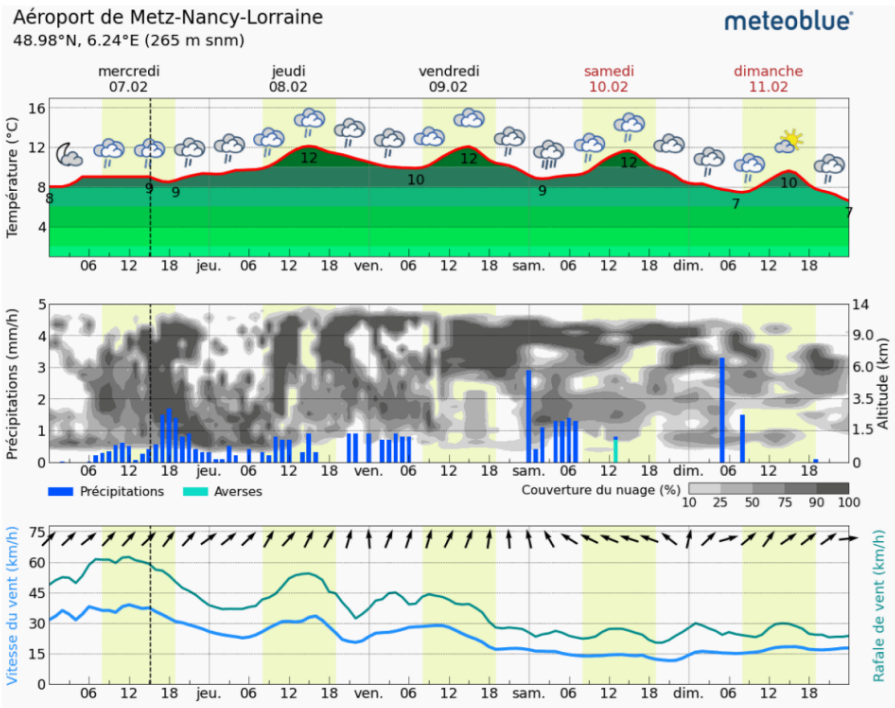 Aéroport de Metz-Nancy-Lorraine
48.98°N, 6.24°E (265 m snm)
meteoblue
mercredi jeudi vendredi samedi dimanche
07.02 08.02 09.02 10.02 11.02
Température (°C)
16
12
8
4
8 9 9 12 10 12 9 12 7 10 7
06 12 18 jeu. 06 12 18 ven. 06 12 18 sam. 06 12 18 dim. 06 12 18
Précipitations (mm/h)
5 14
4 9.0
3 6.0
2 3.5
1 1.5
0 0
Altitude (km)
06 12 18 jeu. 06 12 18 ven. 06 12 18 sam. 06 12 18 dim. 06 12 18
Précipitations Averses Couverture du nuage (%)
10 25 50 75 90 100
Vitesse du vent (km/h)
75
60
45
30
15
0
Rafale de vent (km/h)
06 12 18 jeu. 06 12 18 ven. 06 12 18 sam. 06 12 18 dim. 06 12 18